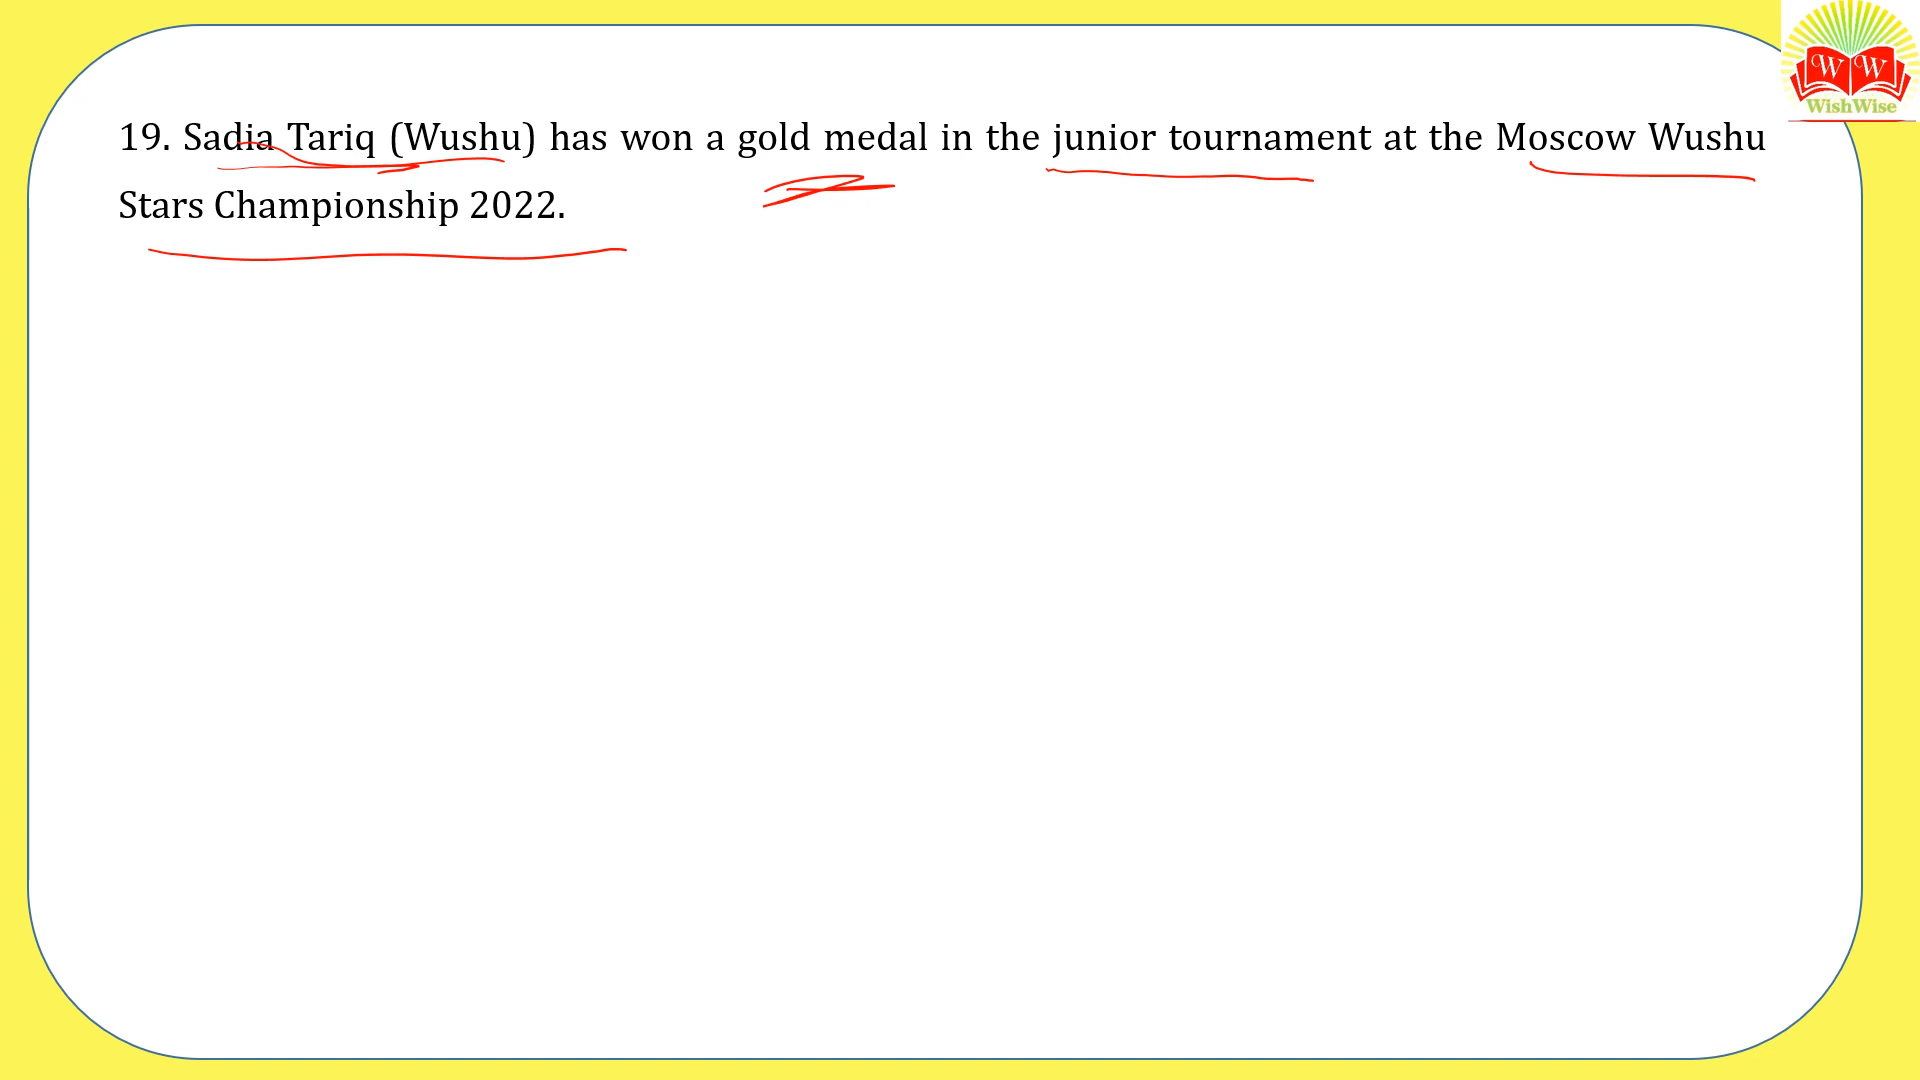 19. Sadia Tariq (Wushu) has won a gold medal in the junior tournament at the Moscow Wushu
Stars Championship 2022.
W W
WishWise